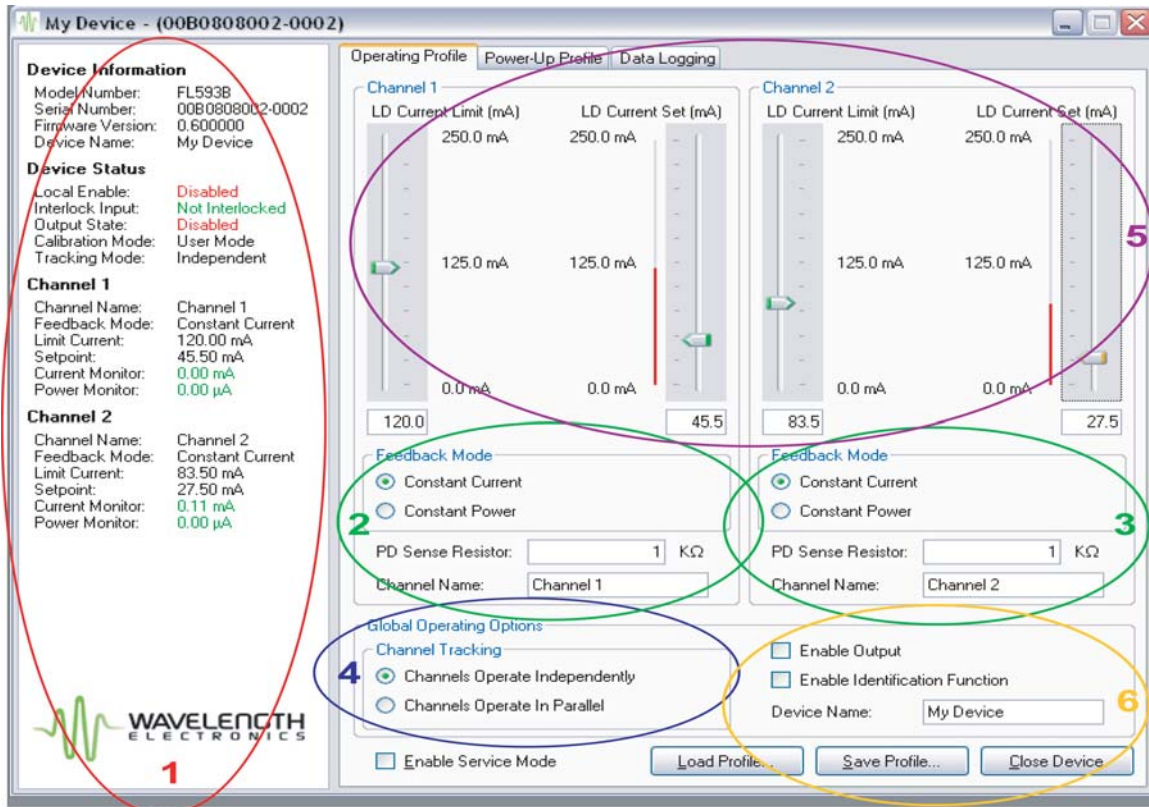 My Device - (00B0808002-0002)
Device Information
Model Number: FL593B
Serial Number: 00B0808002-0002
Firmware Version: 0.600000
Device Name: My Device
Device Status
Local Enable: Disabled
Interlock Input: Not Interlocked
Output State: Disabled
Calibration Mode: User Mode
Tracking Mode: Independent
Channel 1
Channel Name: Channel 1
Feedback Mode: Constant Current
Limit Current: 120.00 mA
Setpoint: 45.50 mA
Current Monitor: 0.00 mA
Power Monitor: 0.00 µA
Channel 2
Channel Name: Channel 2
Feedback Mode: Constant Current
Limit Current: 83.50 mA
Setpoint: 27.50 mA
Current Monitor: 0.11 mA
Power Monitor: 0.00 µA
WAVELENGTH
ELECTRONICS
1
Operating Profile Power-Up Profile Data Logging
Channel 1
LD Current Limit (mA) LD Current Set (mA)
250.0 mA 250.0 mA
125.0 mA 125.0 mA
0.0 mA 0.0 mA
120.0 45.5
Channel 2
LD Current Limit (mA) LD Current Set (mA)
250.0 mA 250.0 mA
5
125.0 mA 125.0 mA
0.0 mA 0.0 mA
83.5 27.5
Feedback Mode
Constant Current
2
Constant Power
PD Sense Resistor: 1 KΩ
Channel Name: Channel 1
Feedback Mode
Constant Current
3
Constant Power
PD Sense Resistor: 1 KΩ
Channel Name: Channel 2
Global Operating Options
Channel Tracking
4
Channels Operate Independently
Channels Operate In Parallel
Enable Output
Enable Identification Function
6
Device Name: My Device
Enable Service Mode
Load Profile... Save Profile... Close Device